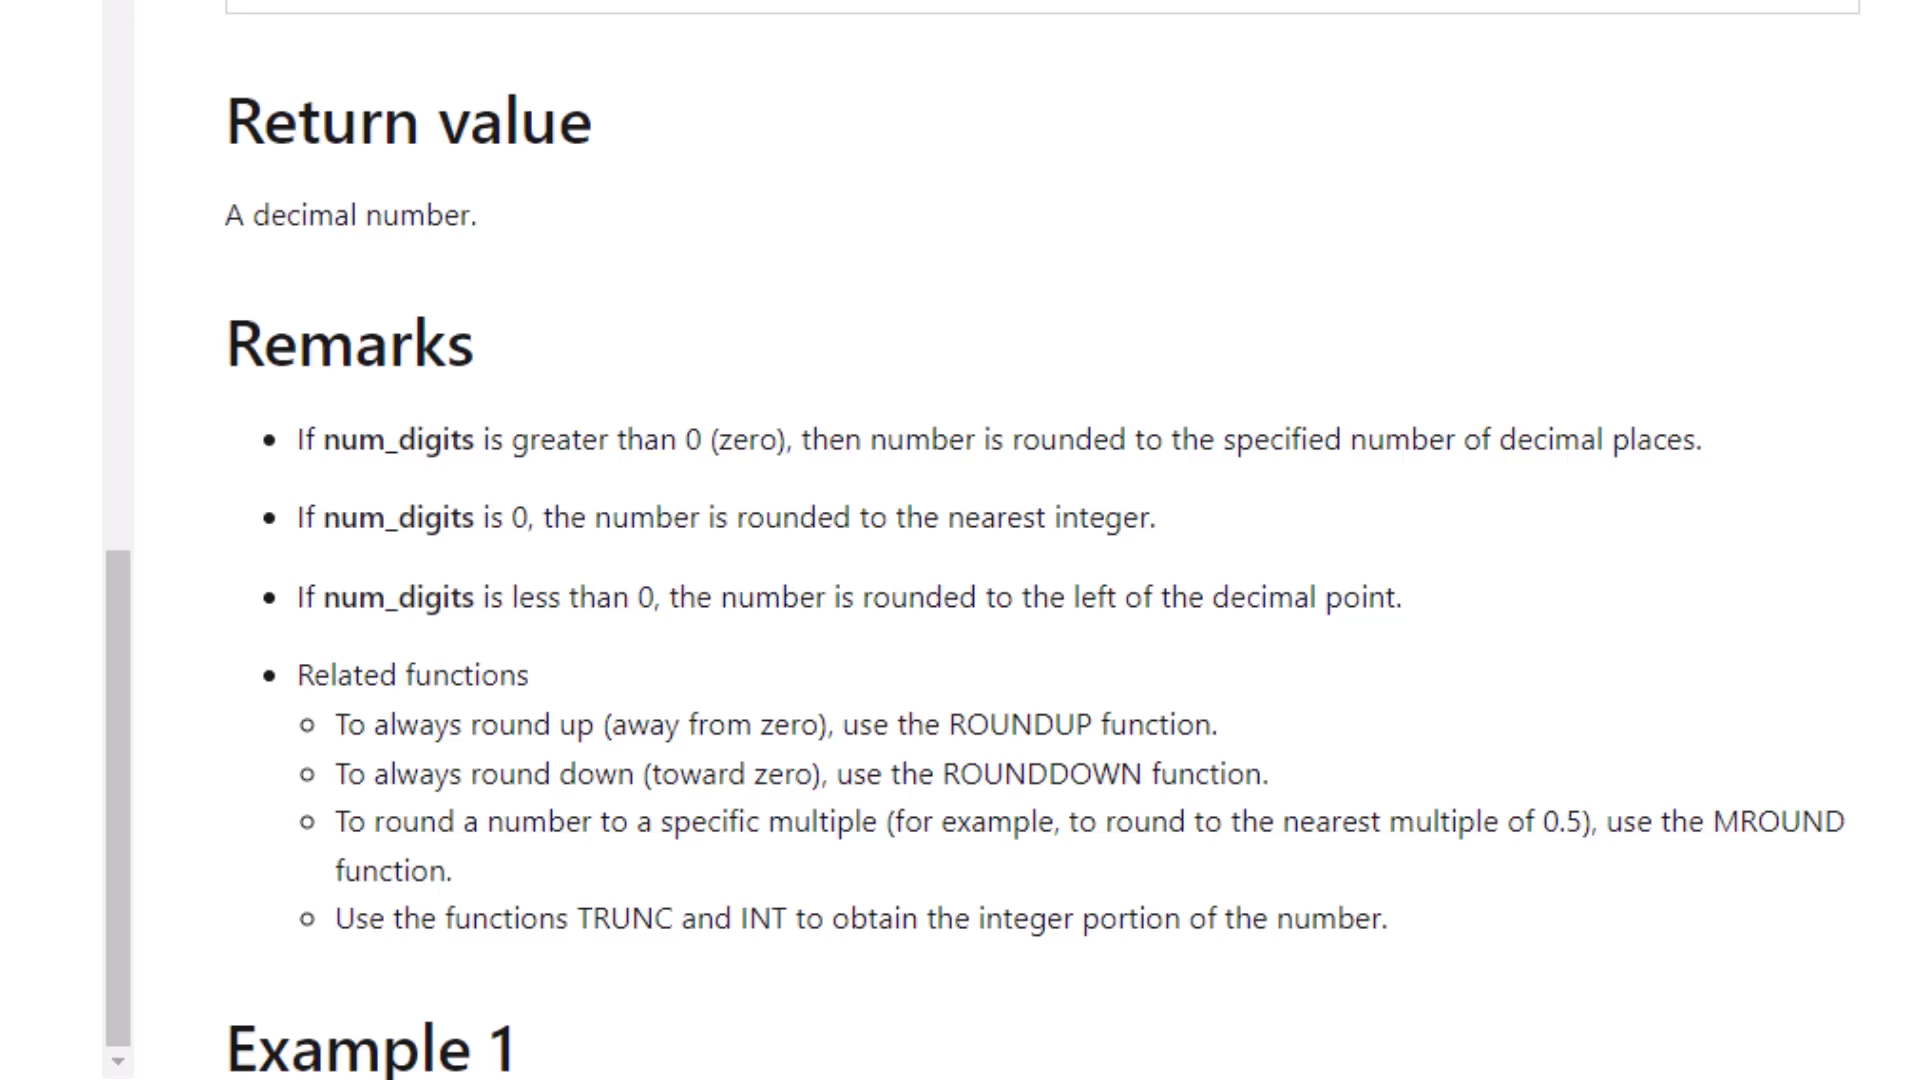 Return value
A decimal number.
Remarks
If num_digits is greater than 0 (zero), then number is rounded to the specified number of decimal places.
If num_digits is 0, the number is rounded to the nearest integer.
If num_digits is less than 0, the number is rounded to the left of the decimal point.
Related functions
To always round up (away from zero), use the ROUNDUP function.
To always round down (toward zero), use the ROUNDDOWN function.
To round a number to a specific multiple (for example, to round to the nearest multiple of 0.5), use the MROUND
function.
Use the functions TRUNC and INT to obtain the integer portion of the number.
Example 1